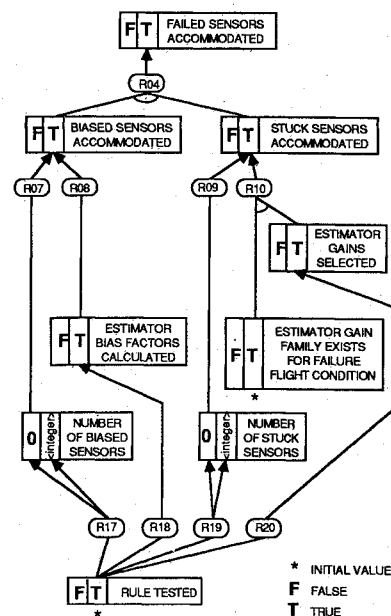 F T FAILED SENSORS
ACCOMMODATED
R04
F T BIASED SENSORS
ACCOMMODATED
F T STUCK SENSORS
ACCOMMODATED
R07
R08
R09
R10
F T ESTIMATOR
GAINS
SELECTED
F T ESTIMATOR
BIAS FACTORS
CALCULATED
F T ESTIMATOR GAIN
FAMILY EXISTS
FOR FAILURE
FLIGHT CONDITION
*
0 <integer> NUMBER
OF BIASED
SENSORS
0 <integer> NUMBER
OF STUCK
SENSORS
R17
R18
R19
R20
F T RULE TESTED
*
* INITIAL VALUE
F FALSE
T TRUE